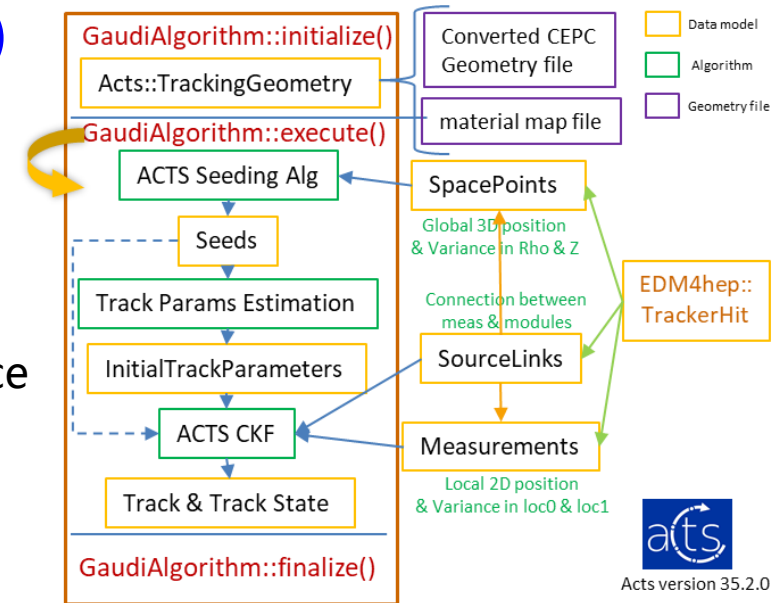 )
GaudiAlgorithm::initialize()
Acts::TrackingGeometry
Converted CEPC
Geometry file
material map file
Data model
Algorithm
Geometry file
GaudiAlgorithm::execute()
ACTS Seeding Alg
SpacePoints
Global 3D position
& Variance in Rho & Z
Seeds
Track Params Estimation
Connection between
meas & modules
EDM4hep::
TrackerHit
ce
InitialTrackParameters
SourceLinks
ACTS CKF
Measurements
Local 2D position
& Variance in loc0 & loc1
Track & Track State
GaudiAlgorithm::finalize()
acts
Acts version 35.2.0